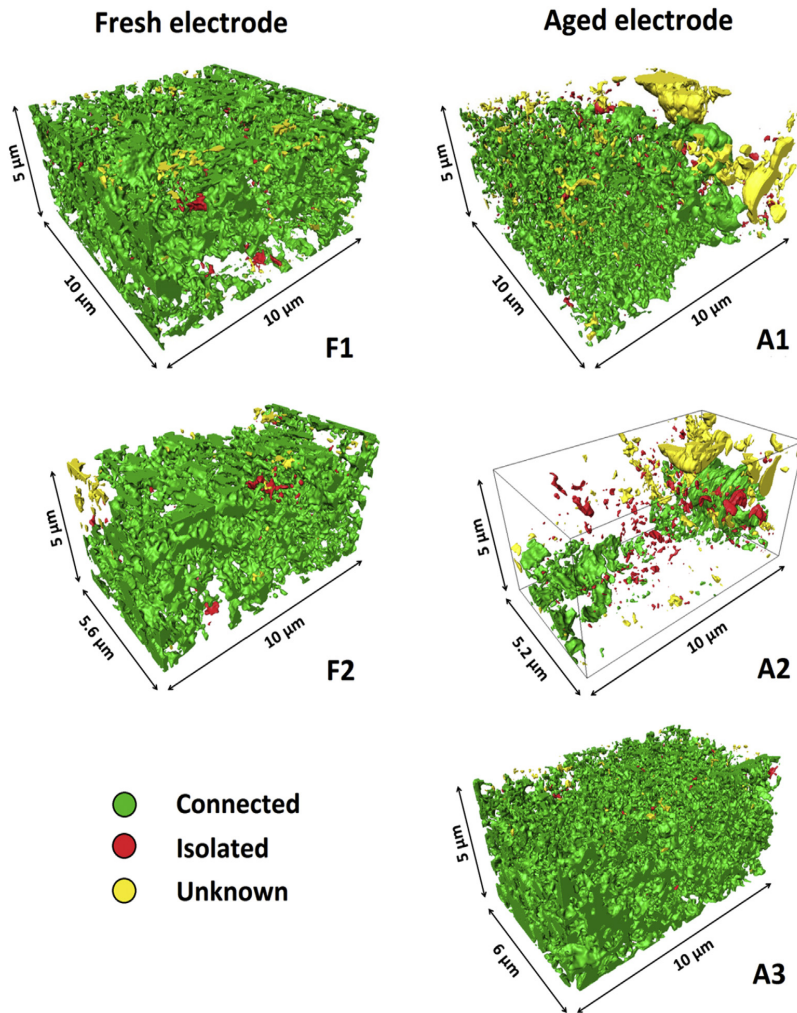 Fresh electrode
Aged electrode
5 μm
10 μm
10 μm
F1
5 μm
10 μm
10 μm
A1
5 μm
5.6 μm
10 μm
F2
5 μm
5.2 μm
10 μm
A2
Connected
Isolated
Unknown
5 μm
6 μm
10 μm
A3